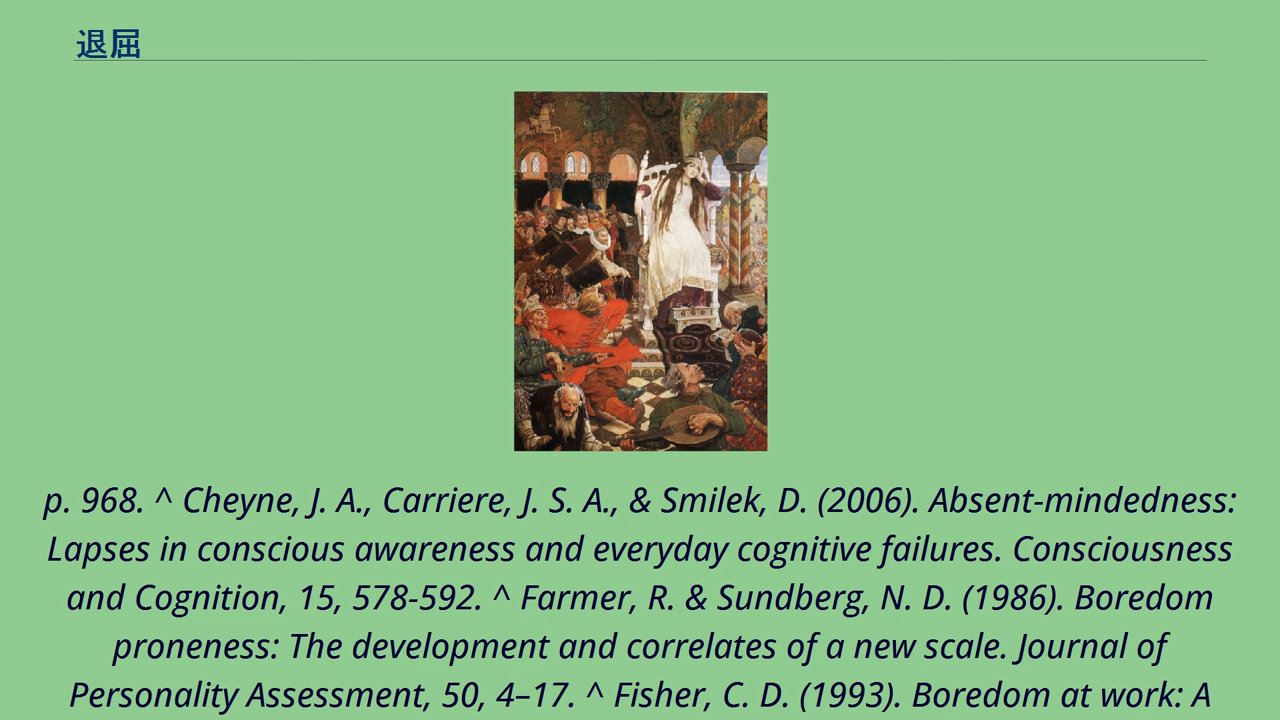 退屈
p. 968. ^ Cheyne, J. A., Carriere, J. S. A., & Smilek, D. (2006). Absent-mindedness:
Lapses in conscious awareness and everyday cognitive failures. Consciousness
and Cognition, 15, 578-592. ^ Farmer, R. & Sundberg, N. D. (1986). Boredom
proneness: The development and correlates of a new scale. Journal of
Personality Assessment, 50, 4–17. ^ Fisher, C. D. (1993). Boredom at work: A